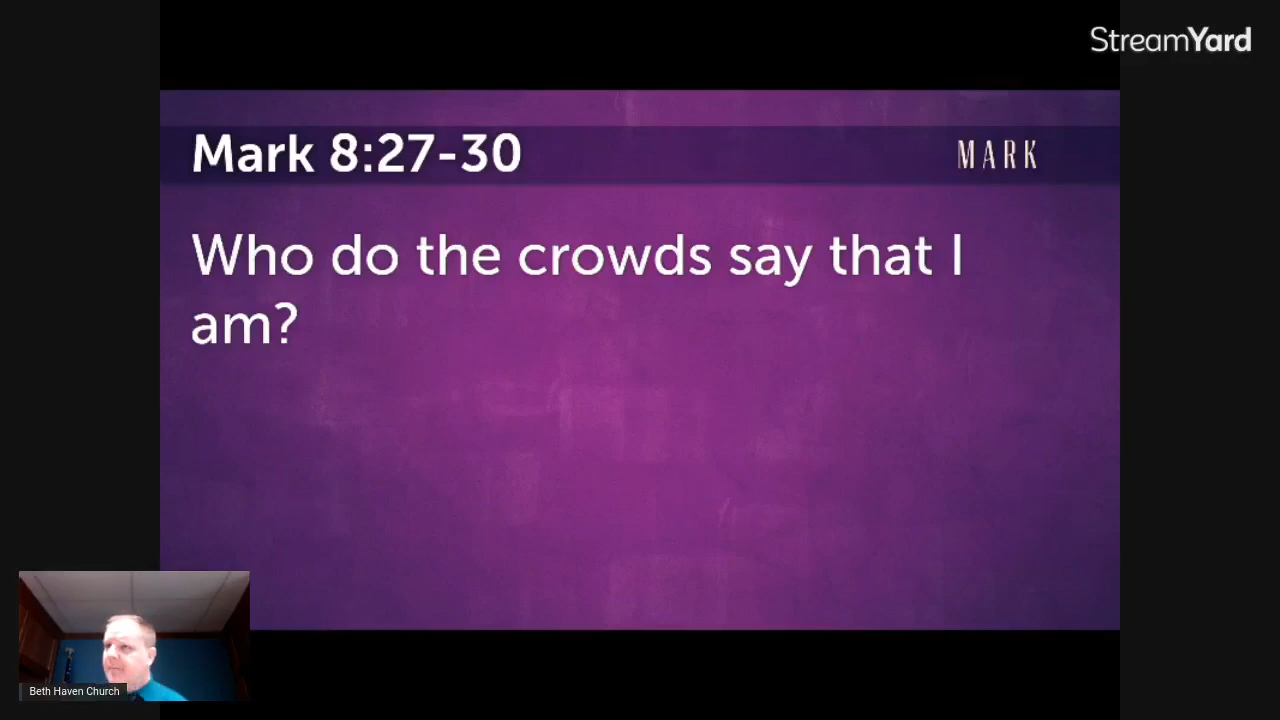 StreamYard
Mark 8:27-30
MARK
Who do the crowds say that I
am?
Beth Haven Church